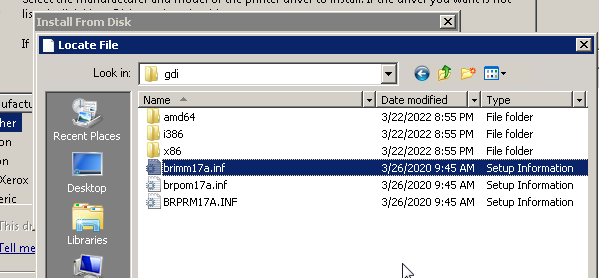 Select the manufacturer and model of the printer driver to install. If the driver you want is not
lis
Install From Disk
If
Locate File
Look in:
gdi
Name
Date modified
Type
amd64
3/22/2022 8:55 PM
File folder
i386
3/22/2022 8:55 PM
File folder
x86
3/22/2022 8:55 PM
File folder
brimm17a.inf
3/26/2020 9:45 AM
Setup Information
brpom17a.inf
3/26/2020 9:45 AM
Setup Information
BRPRM17A.INF
3/26/2020 9:45 AM
Setup Information
Recent Places
Desktop
Libraries
anufactu
her
on
on
Xerox
eric
This dr
Tell me